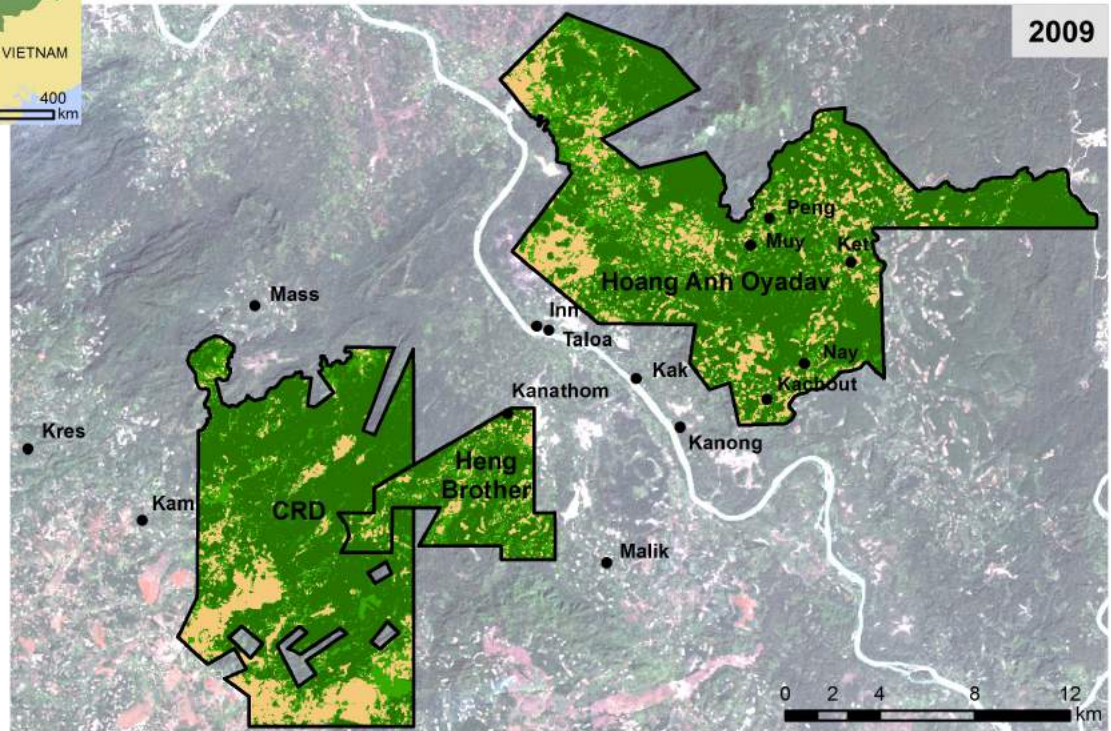 VIETNAM
400
km
2009
Peng
Muy
Ket
Hoang Anh Oyadav
Mass
Inn
Taloa
Nay
Kak
Kachout
Kanathom
Kres
Kanong
Heng
Brother
Kam
CRD
Malik
0 2 4 8 12
km